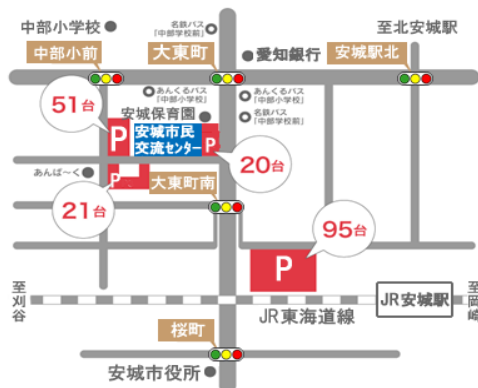 中部小学校
名鉄バス
「中部小学校前」
至北安城駅
中部小前
大東町
愛知銀行
安城駅北
51台
あんくるバス
「中部小学校」
あんくるバス
「中部小学校」
安城保育園
名鉄バス
「中部小学校前」
P
安城市民
交流センター
P
20台
あんぱ〜く
P
大東町南
21台
95台
P
至刈谷
JR安城駅
至岡崎
JR東海道線
桜町
安城市役所